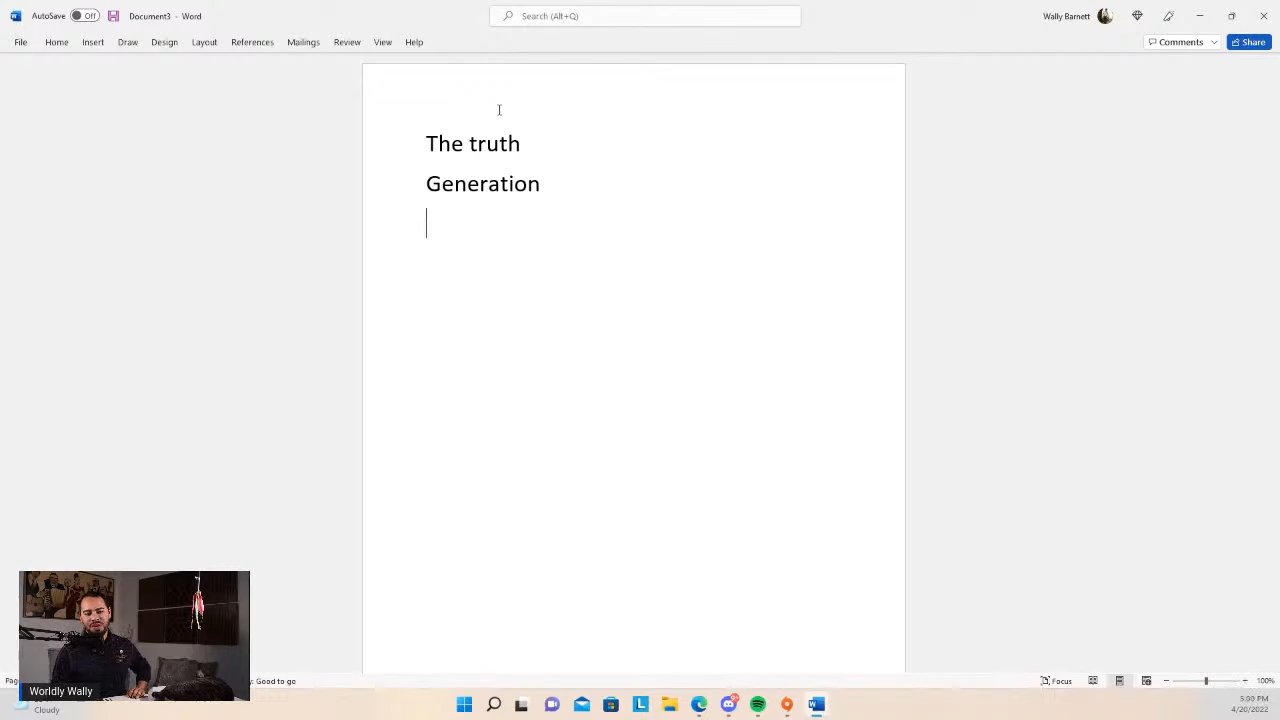 AutoSave Off Document3 - Word Search (Alt+Q) Wally Barnett
File Home Insert Draw Design Layout References Mailings Review View Help Comments Share
The truth
Generation
Worldly Wally
: Good to go Focus 100%
Cloudy
4/20/2022